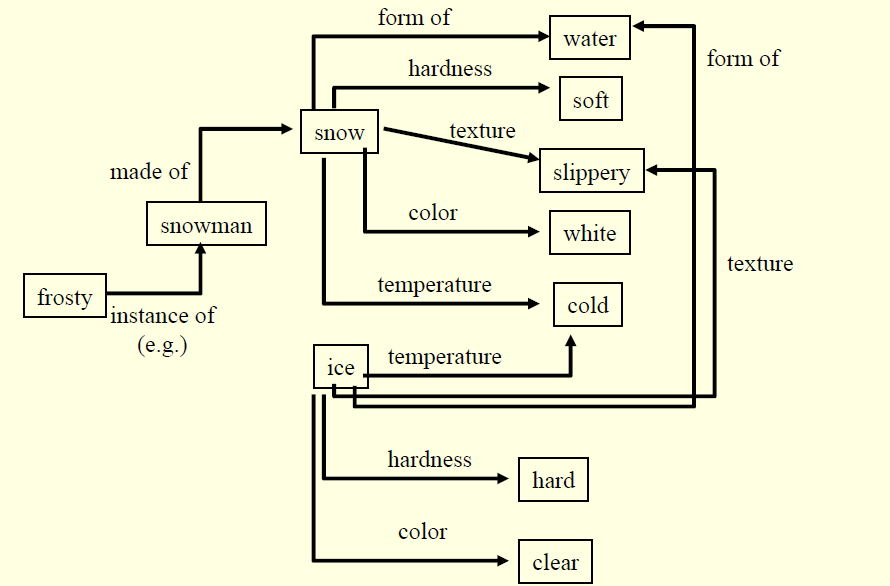 form of
water
form of
hardness
soft
snow
texture
made of
slippery
snowman
color
white
texture
frosty
temperature
cold
instance of
(e.g.)
ice
temperature
hardness
hard
color
clear